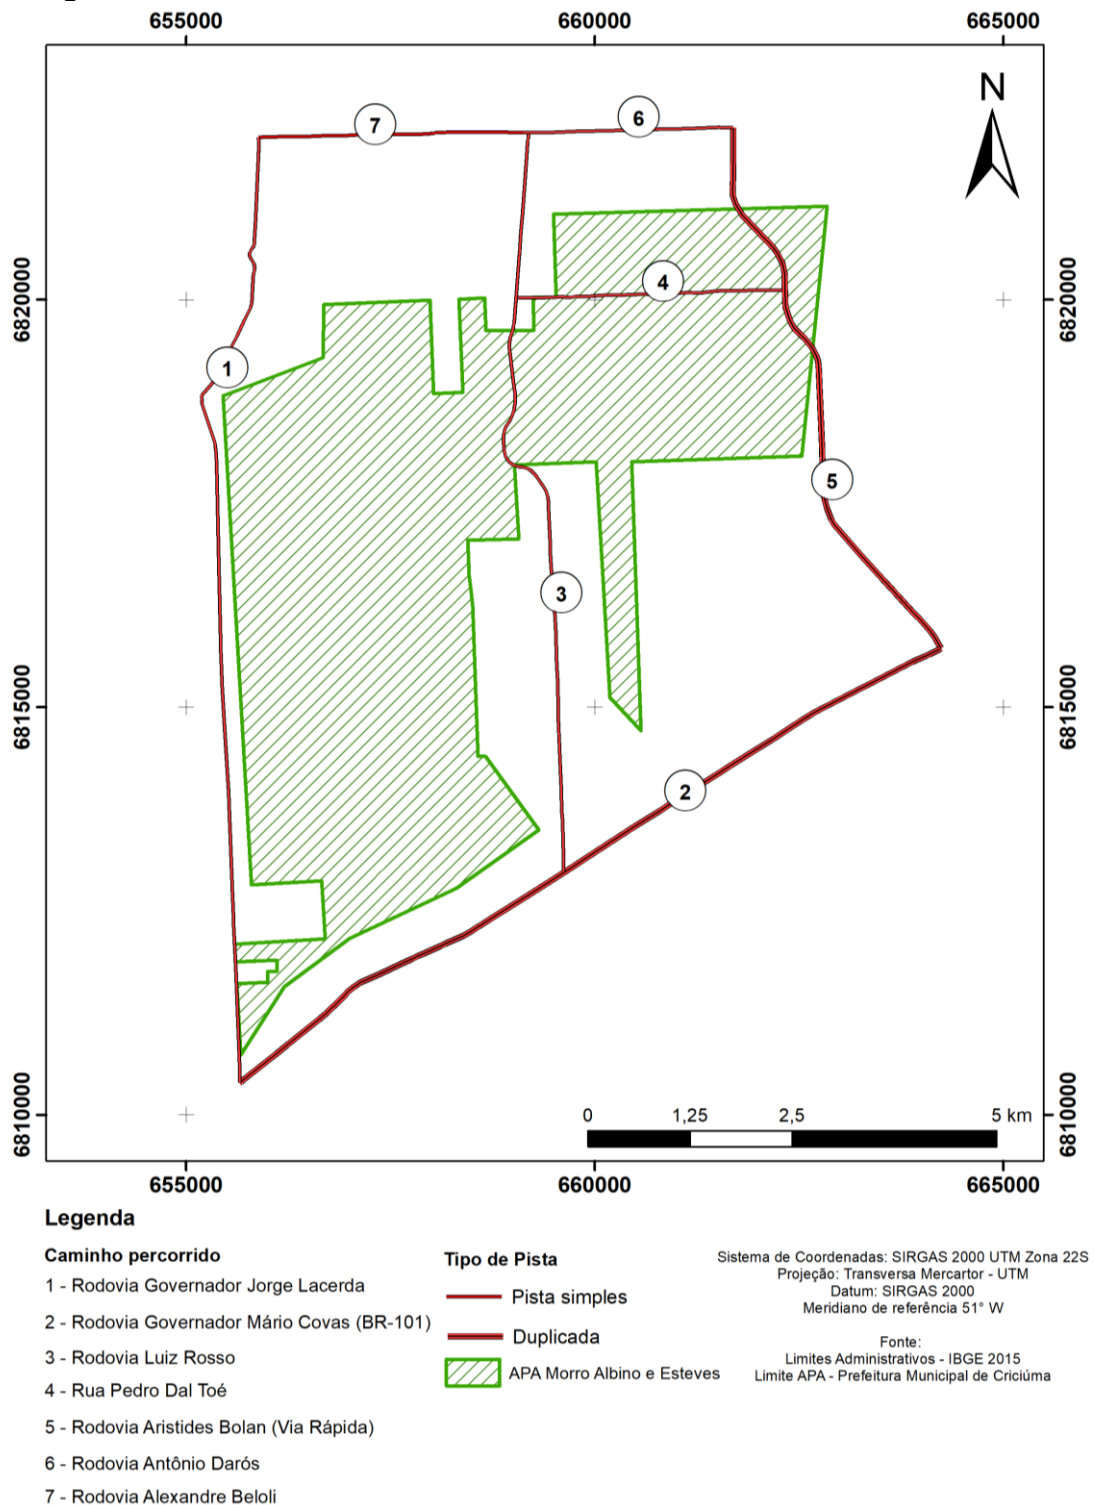 655000 660000 665000
N
7
6
6820000
6820000
4
1
5
3
6815000
6815000
2
6810000
6810000
0 1,25 2,5 5 km
655000 660000 665000
Legenda
Caminho percorrido
1 - Rodovia Governador Jorge Lacerda
2 - Rodovia Governador Mário Covas (BR-101)
3 - Rodovia Luiz Rosso
4 - Rua Pedro Dal Toé
5 - Rodovia Aristides Bolan (Via Rápida)
6 - Rodovia Antônio Darós
7 - Rodovia Alexandre Beloli
Tipo de Pista
Pista simples
Duplicada
APA Morro Albino e Esteves
Sistema de Coordenadas: SIRGAS 2000 UTM Zona 22S
Projeção: Transversa Mercartor - UTM
Datum: SIRGAS 2000
Meridiano de referência 51° W
Fonte:
Limites Administrativos - IBGE 2015
Limite APA - Prefeitura Municipal de Criciúma